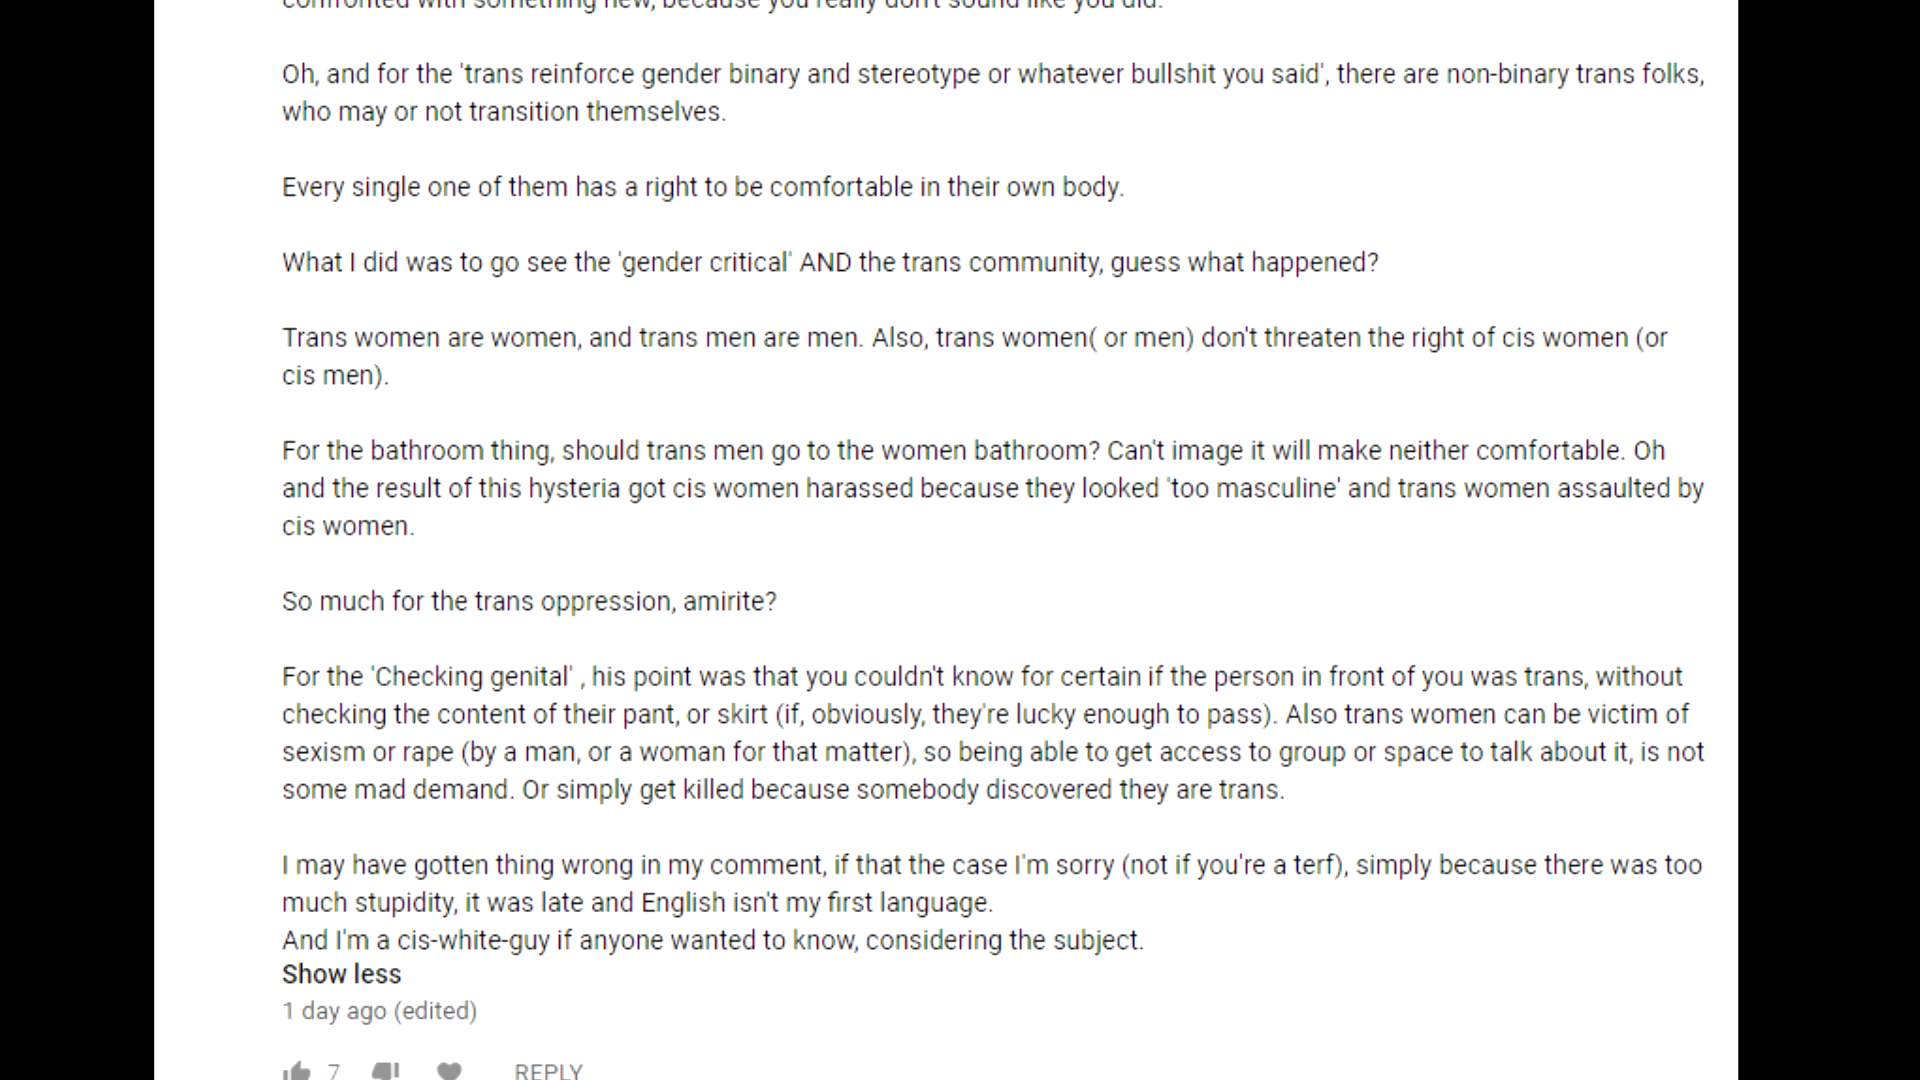 confronted with something new, because you really don't sound like you did.
Oh, and for the 'trans reinforce gender binary and stereotype or whatever bullshit you said', there are non-binary trans folks,
who may or not transition themselves.
Every single one of them has a right to be comfortable in their own body.
What I did was to go see the 'gender critical' AND the trans community, guess what happened?
Trans women are women, and trans men are men. Also, trans women( or men) don't threaten the right of cis women (or
cis men).
For the bathroom thing, should trans men go to the women bathroom? Can't image it will make neither comfortable. Oh
and the result of this hysteria got cis women harassed because they looked 'too masculine' and trans women assaulted by
cis women.
So much for the trans oppression, amirite?
For the 'Checking genital' , his point was that you couldn't know for certain if the person in front of you was trans, without
checking the content of their pant, or skirt (if, obviously, they're lucky enough to pass). Also trans women can be victim of
sexism or rape (by a man, or a woman for that matter), so being able to get access to group or space to talk about it, is not
some mad demand. Or simply get killed because somebody discovered they are trans.
I may have gotten thing wrong in my comment, if that the case I'm sorry (not if you're a terf), simply because there was too
much stupidity, it was late and English isn't my first language.
And I'm a cis-white-guy if anyone wanted to know, considering the subject.
Show less
1 day ago (edited)
7 REPLY